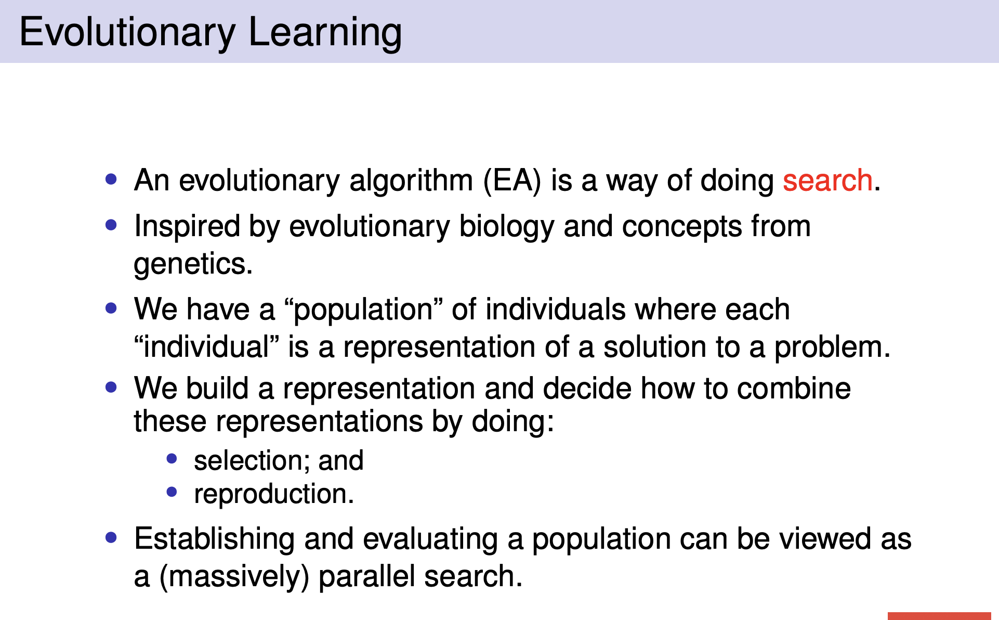 Evolutionary Learning
• An evolutionary algorithm (EA) is a way of doing search.
• Inspired by evolutionary biology and concepts from
genetics.
• We have a “population” of individuals where each
“individual” is a representation of a solution to a problem.
• We build a representation and decide how to combine
these representations by doing:
• selection; and
• reproduction.
• Establishing and evaluating a population can be viewed as
a (massively) parallel search.